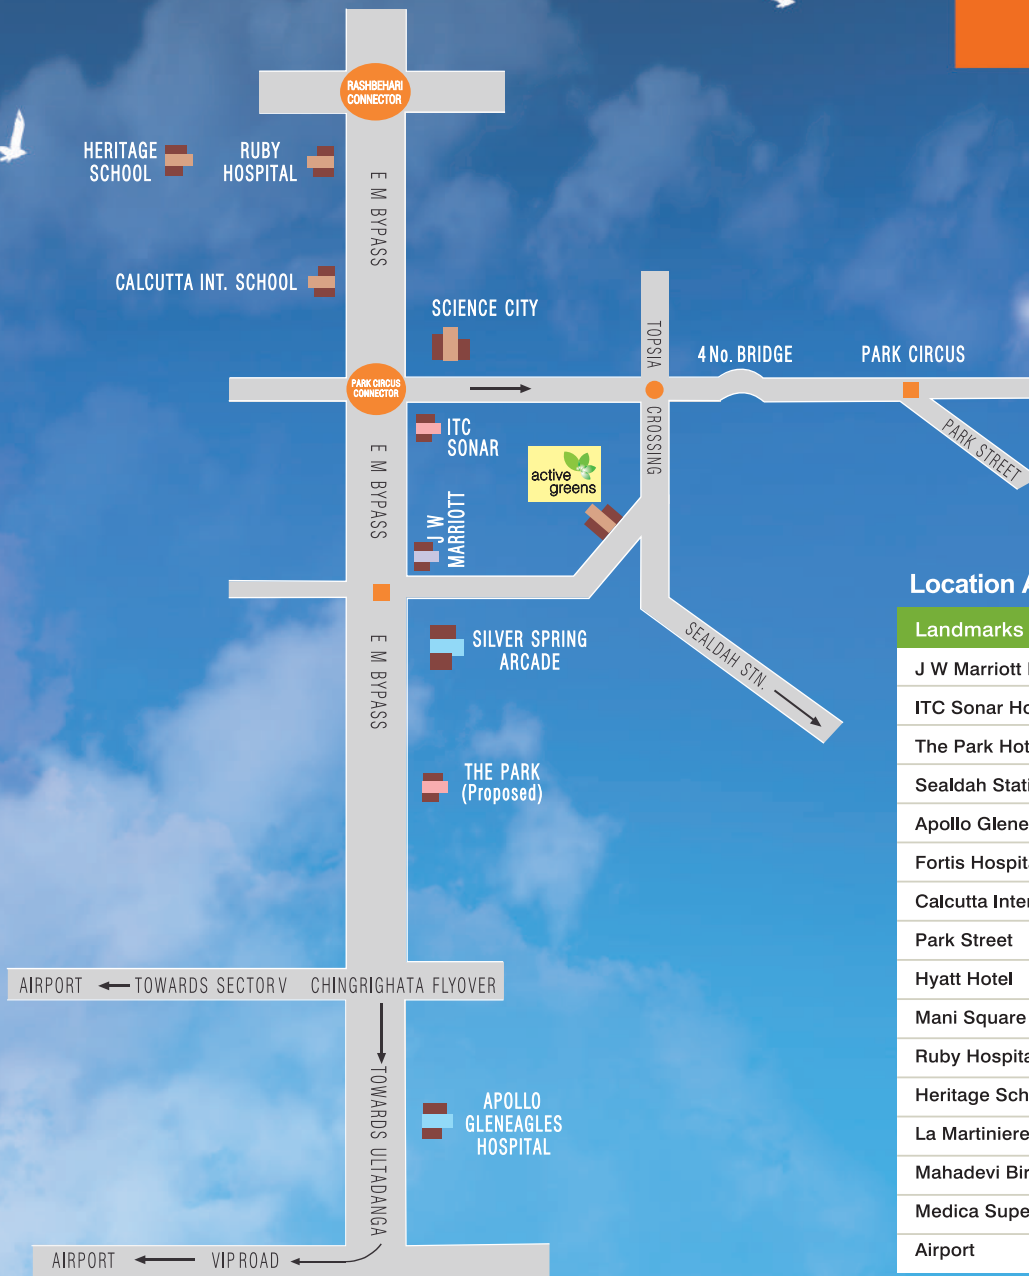 RASHBEHARI
CONNECTOR
HERITAGE
SCHOOL
RUBY
HOSPITAL
E M BYPASS
CALCUTTA INT. SCHOOL
SCIENCE CITY
TOPSIA
CROSSING
4 No. BRIDGE
PARK CIRCUS
PARK CIRCUS
CONNECTOR
PARK STREET
ITC
SONAR
E M BYPASS
active
greens
J W
MARRIOTT
SILVER SPRING
ARCADE
E M BYPASS
SEALDAH STN.
THE PARK
(Proposed)
AIRPORT
TOWARDS SECTOR V
CHINGRIGHATA FLYOVER
TOWARDS ULTADANGA
APOLLO
GLENEAGLES
HOSPITAL
AIRPORT
VIP ROAD
Location
Landmarks
J W Marriott
ITC Sonar Ho
The Park Hot
Sealdah Stati
Apollo Glene
Fortis Hospita
Calcutta Inter
Park Street
Hyatt Hotel
Mani Square
Ruby Hospita
Heritage Sch
La Martiniere
Mahadevi Bir
Medica Supe
Airport